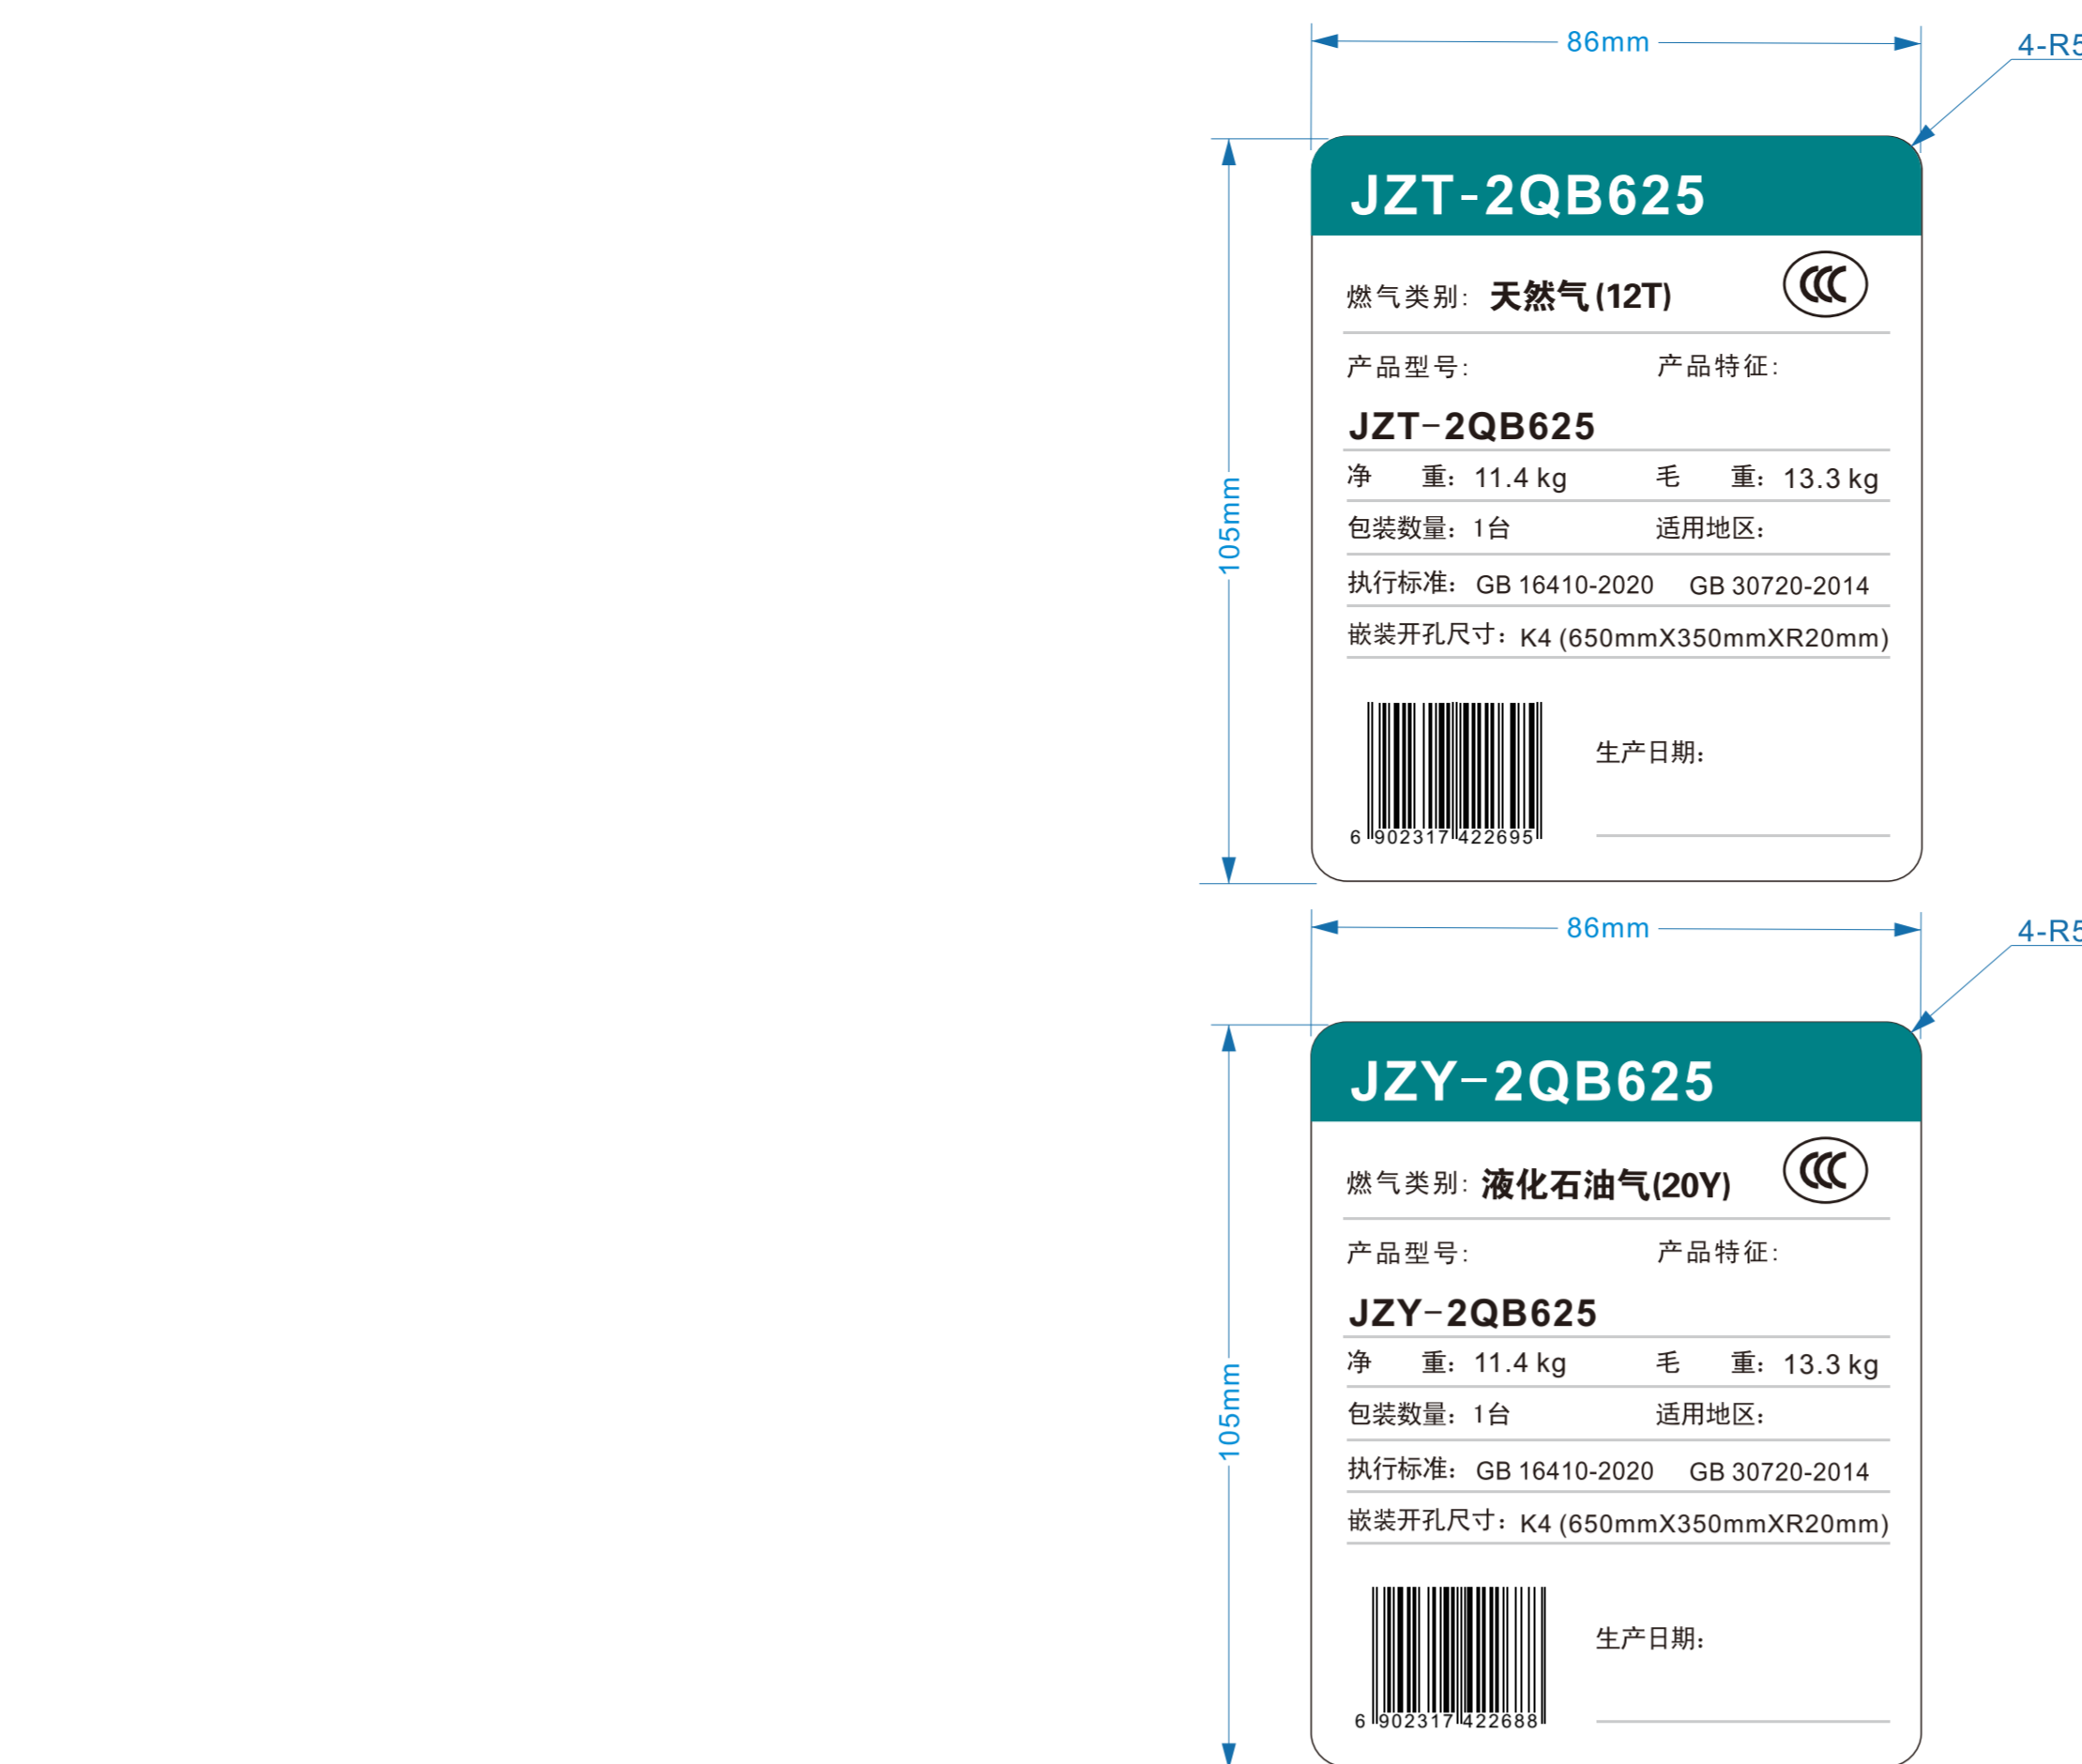 86mm
4-R5
JZT-2QB625
燃气类别: 天然气(12T)
产品型号: 产品特征:
JZT-2QB625
净 重: 11.4 kg 毛 重: 13.3 kg
包装数量: 1台 适用地区:
执行标准: GB 16410-2020 GB 30720-2014
嵌装开孔尺寸: K4 (650mmX350mmXR20mm)
105mm
生产日期:
6 902317 422695
86mm
4-R5
JZY-2QB625
燃气类别: 液化石油气(20Y)
产品型号: 产品特征:
JZY-2QB625
净 重: 11.4 kg 毛 重: 13.3 kg
包装数量: 1台 适用地区:
执行标准: GB 16410-2020 GB 30720-2014
嵌装开孔尺寸: K4 (650mmX350mmXR20mm)
105mm
生产日期:
6 902317 422688